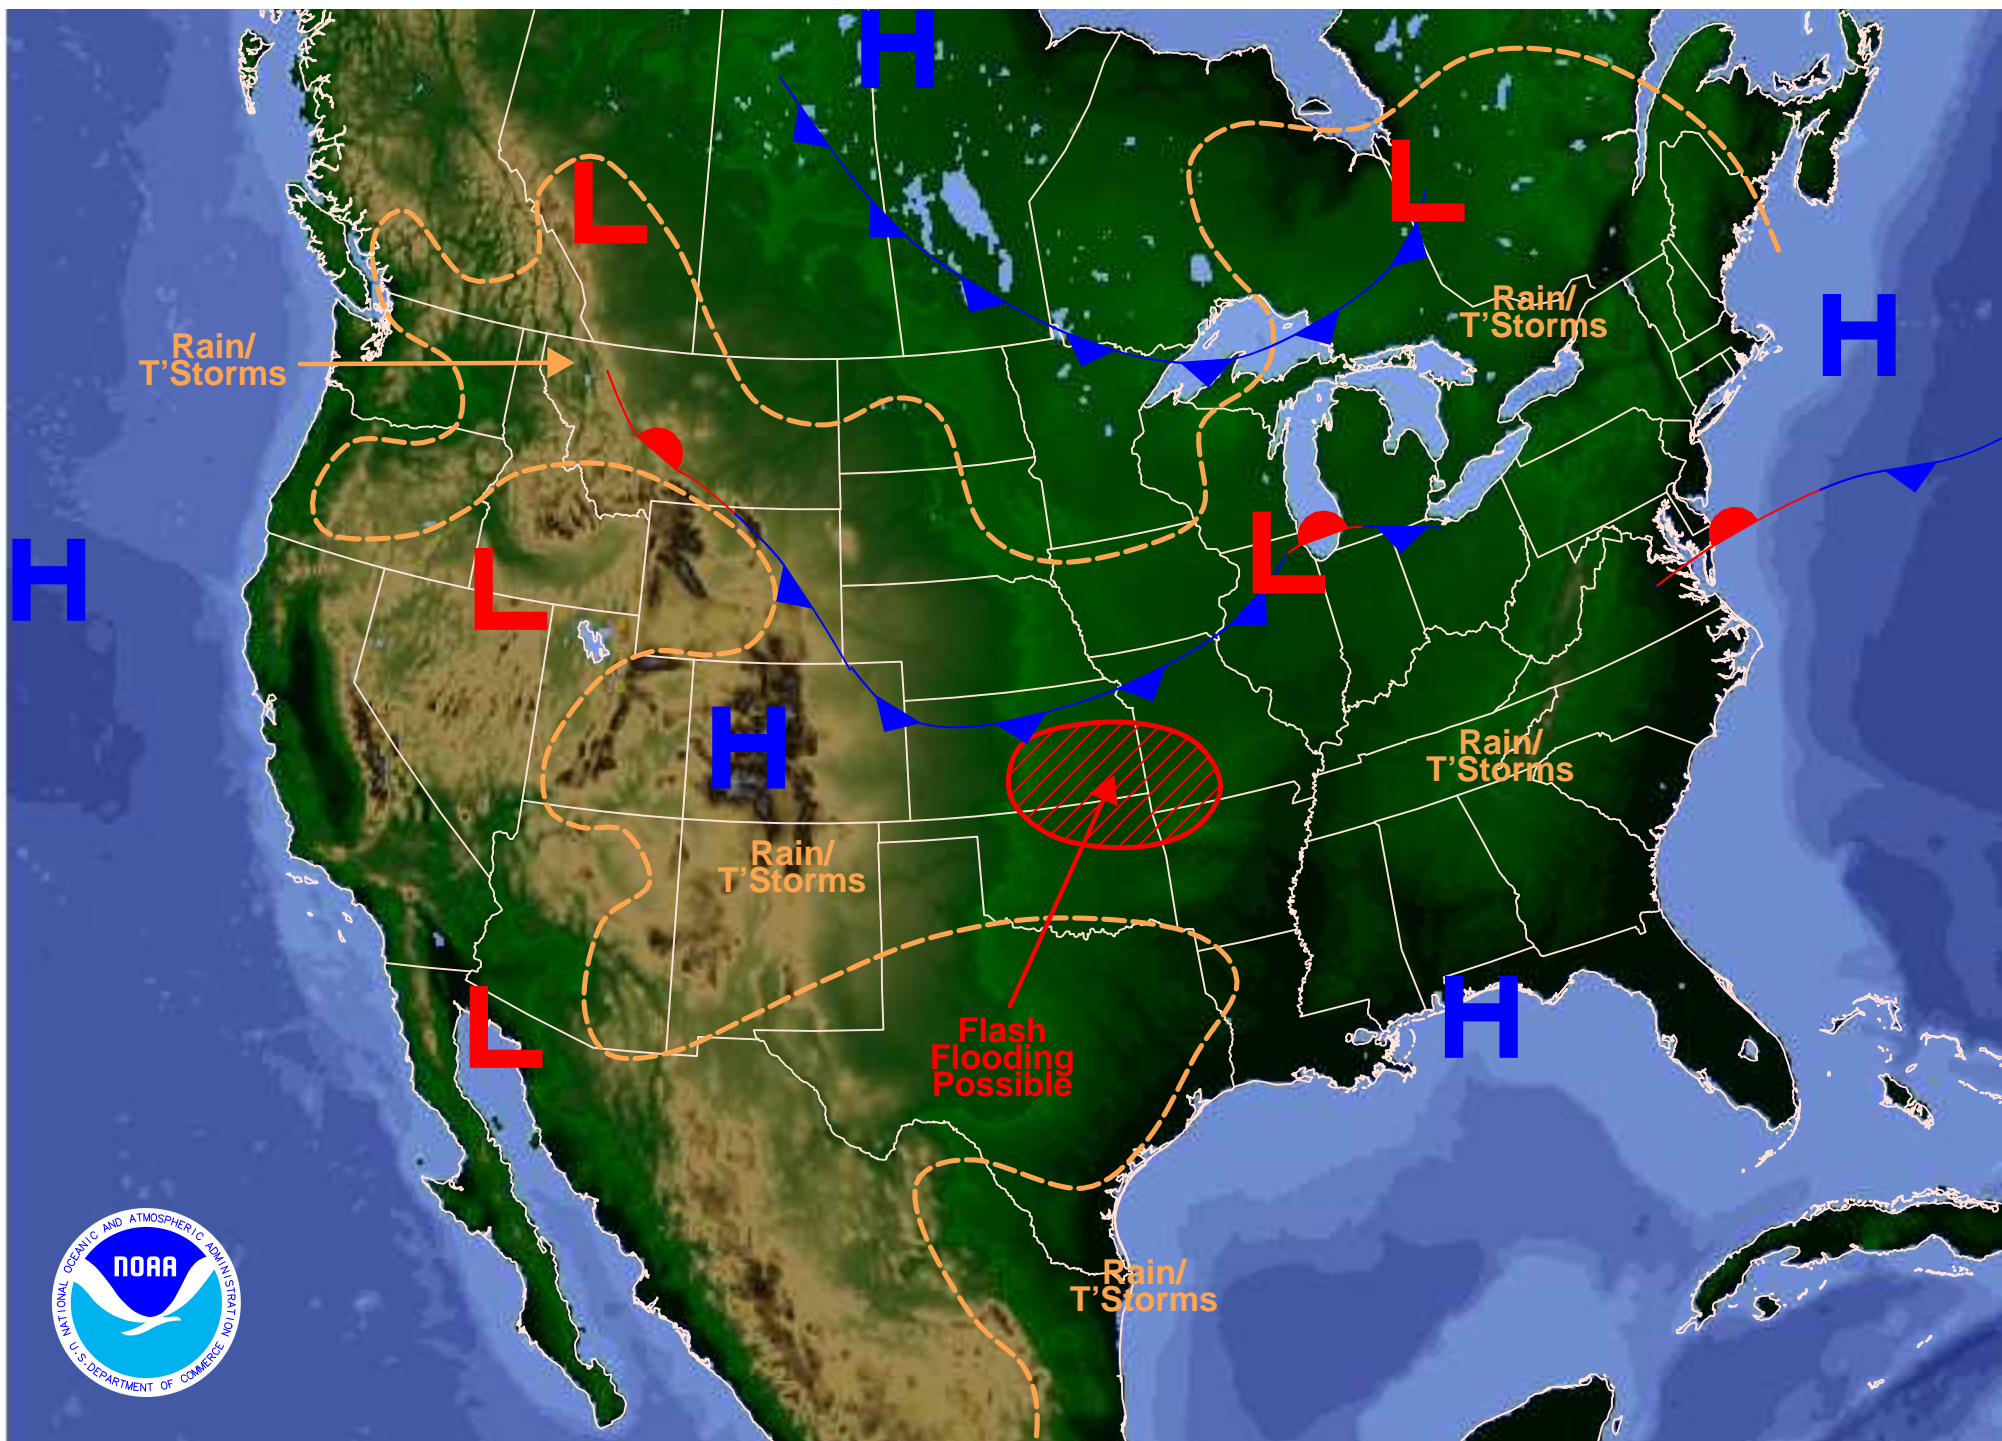 H
L
L
Rain/
T'Storms
H
Rain/
T'Storms
H
L
L
H
Rain/
T'Storms
H
Rain/
T'Storms
L
H
Flash
Flooding
Possible
Rain/
T'Storms
NOAA
NATIONAL OCEANIC AND ATMOSPHERIC ADMINISTRATION
U.S. DEPARTMENT OF COMMERCE